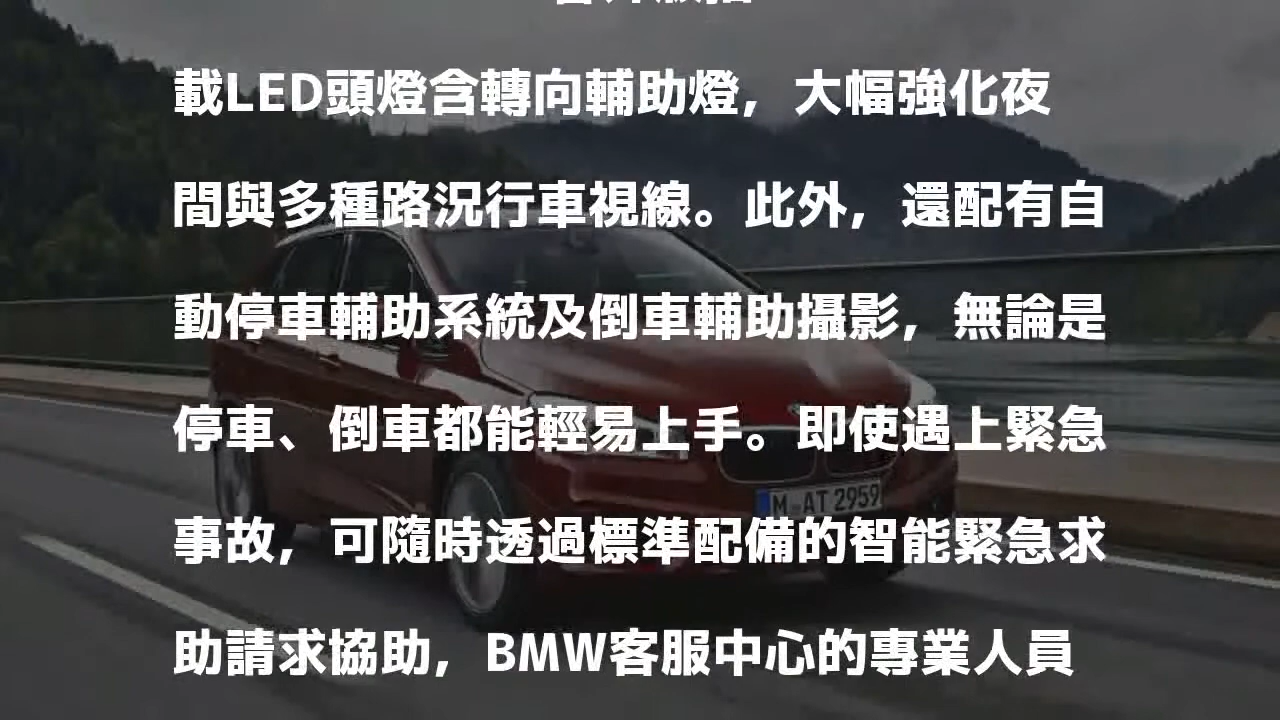 載LED頭燈含轉向輔助燈，大幅強化夜
間與多種路況行車視線。此外，還配有自
動停車輔助系統及倒車輔助攝影，無論是
停車、倒車都能輕易上手。即使遇上緊急
事故，可隨時透過標準配備的智能緊急求
助請求協助，BMW客服中心的專業人員
M-AT 2959